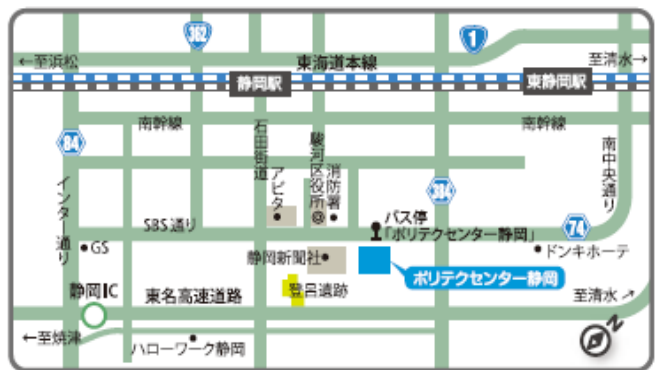 362
1
←至浜松
東海道本線
至清水→
静岡駅
東静岡駅
南幹線
南幹線
84
石田街道
駿河区役所
消防署
アピタ
南中央通り
インター通り
384
SBS通り
バス停
「ポリテクセンター静岡」
74
GS
静岡新聞社
ドンキホーテ
ポリテクセンター静岡
静岡IC
東名高速道路
登呂遺跡
至清水↗
←至焼津
ハローワーク静岡
N